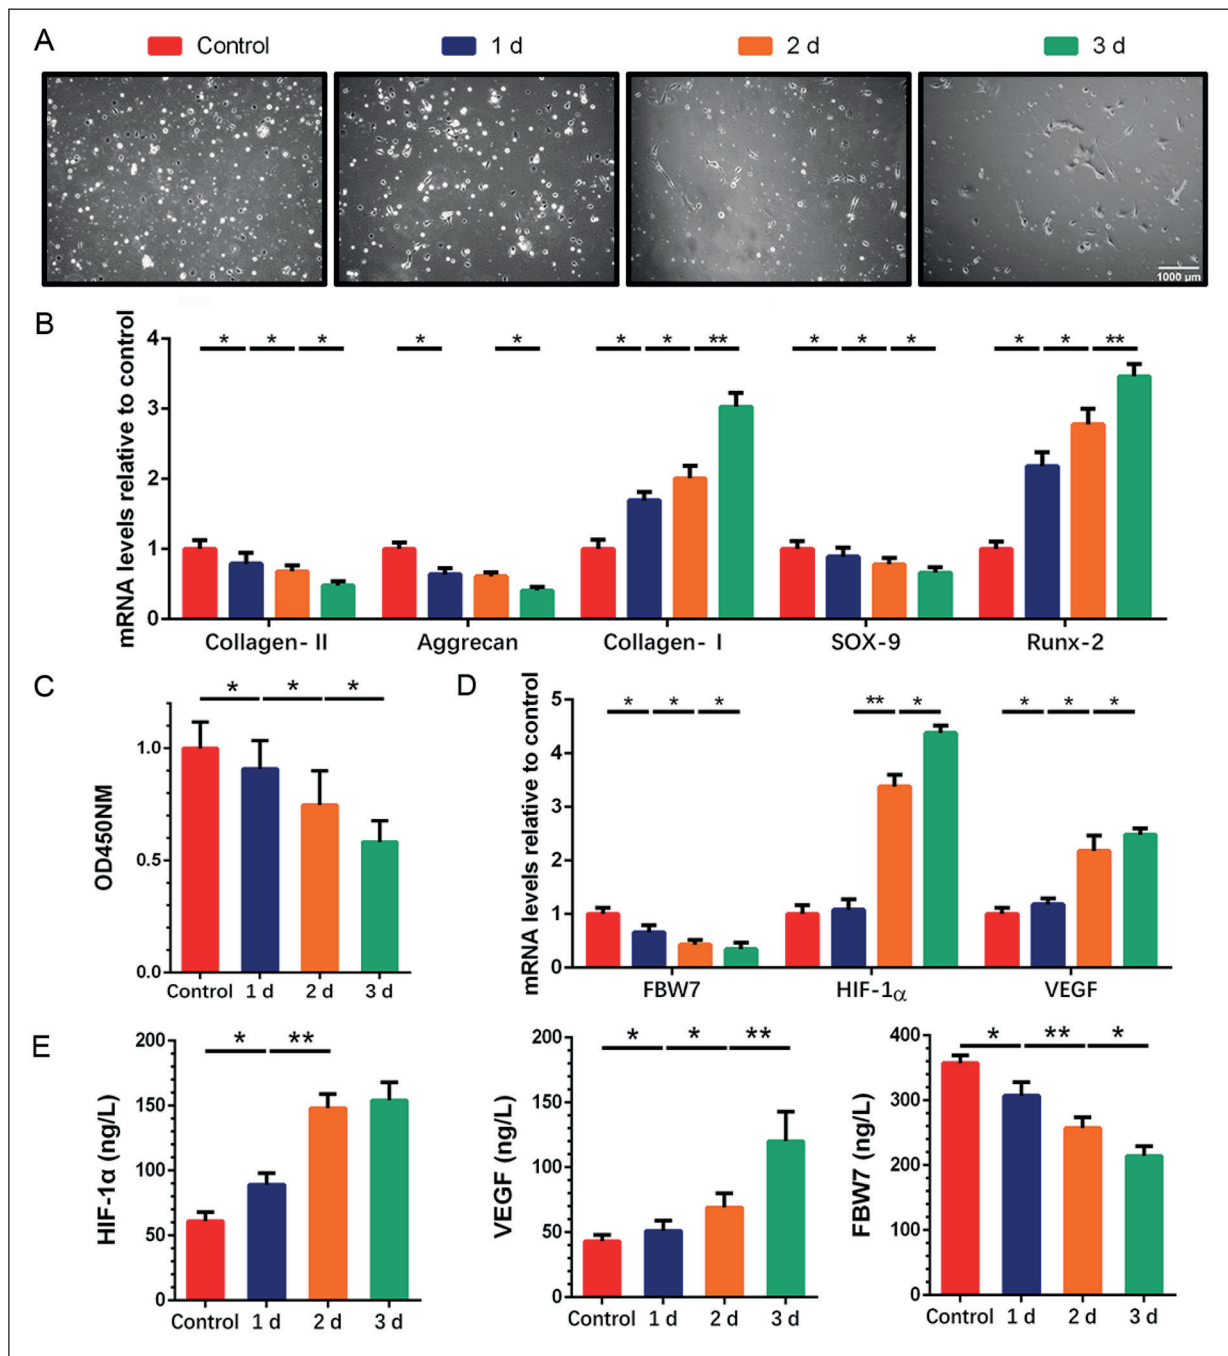 A
Control
1 d
2 d
3 d
1000 µm
B
mRNA levels relative to control
4
3
2
1
0
* * *
* *
* * **
* * *
* * **
Collagen- II
Aggrecan
Collagen- I
SOX-9
Runx-2
C
OD450NM
1.0
0.5
0.0
* * *
Control 1 d 2 d 3 d
D
mRNA levels relative to control
5
4
3
2
1
0
* * *
** *
* * *
FBW7
HIF-1α
VEGF
E
HIF-1α (ng/L)
200
150
100
50
0
* **
Control 1 d 2 d 3 d
VEGF (ng/L)
200
150
100
50
0
* * **
Control 1 d 2 d 3 d
FBW7 (ng/L)
400
300
200
100
0
* ** *
Control 1 d 2 d 3 d